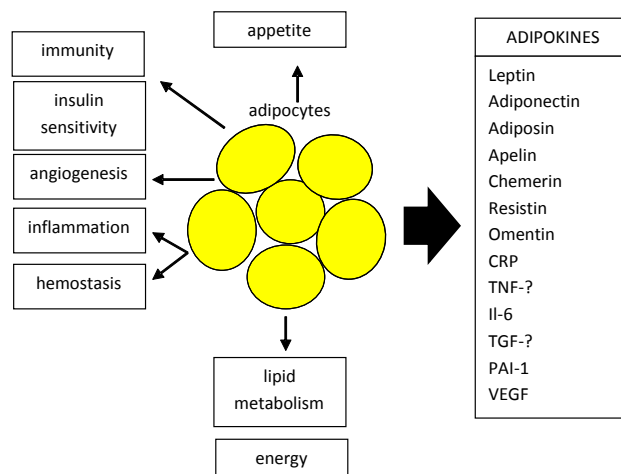 appetite
immunity
insulin
sensitivity
angiogenesis
inflammation
hemostasis
adipocytes
lipid
metabolism
energy
ADIPOKINES
Leptin
Adiponectin
Adiposin
Apelin
Chemerin
Resistin
Omentin
CRP
TNF-?
Il-6
TGF-?
PAI-1
VEGF